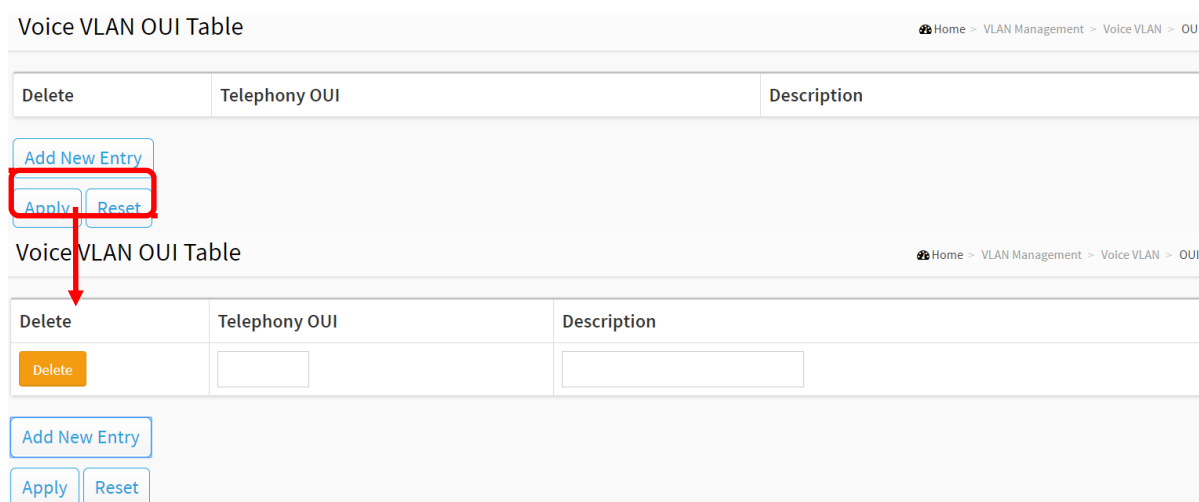 Voice VLAN OUI Table
Home > VLAN Management > Voice VLAN > OU
Delete Telephony OUI Description
Add New Entry
Apply Reset
Voice VLAN OUI Table
Home > VLAN Management > Voice VLAN > OUI
Delete Telephony OUI Description
Delete
Add New Entry
Apply Reset